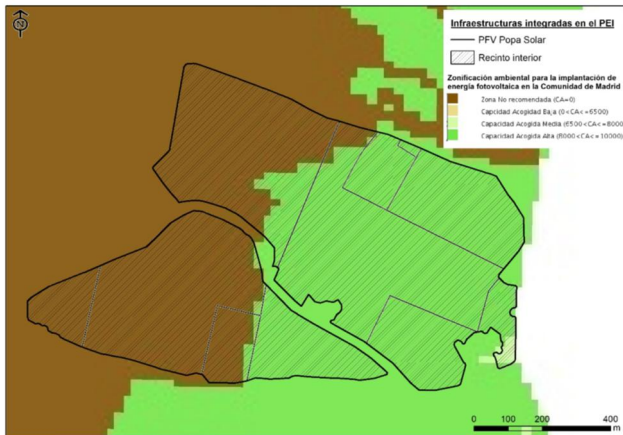 N
Infraestructuras integradas en el PEI
PFV Popa Solar
Recinto interior
Zonificación ambiental para la implantación de
energía fotovoltaica en la Comunidad de Madrid
Zona No recomendada (CA=0)
Capcidad Acogidad Baja (0<CA<=6500)
Capacidad Acogida Media (6500<CA<=8000
Capacidad Acogida Alta (8000<CA<=10000)
0 100 200 400
m